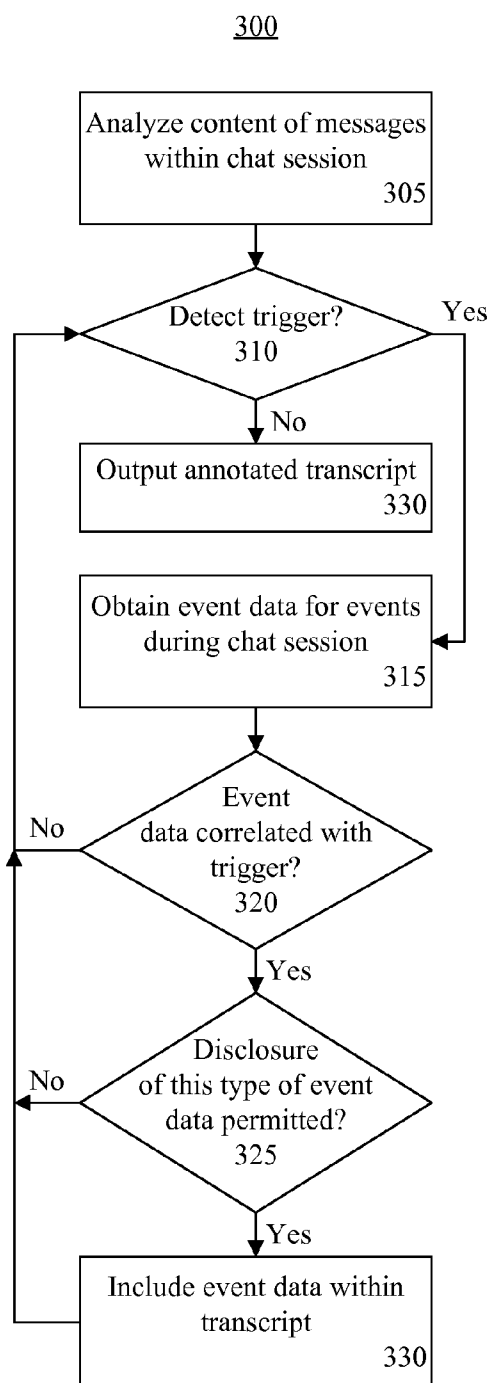 300
Analyze content of messages
within chat session
305
Detect trigger?
310
Yes
No
Output annotated transcript
330
Obtain event data for events
during chat session
315
Event
data correlated with
trigger?
320
No
Yes
Disclosure
of this type of event
data permitted?
325
No
Yes
Include event data within
transcript
330